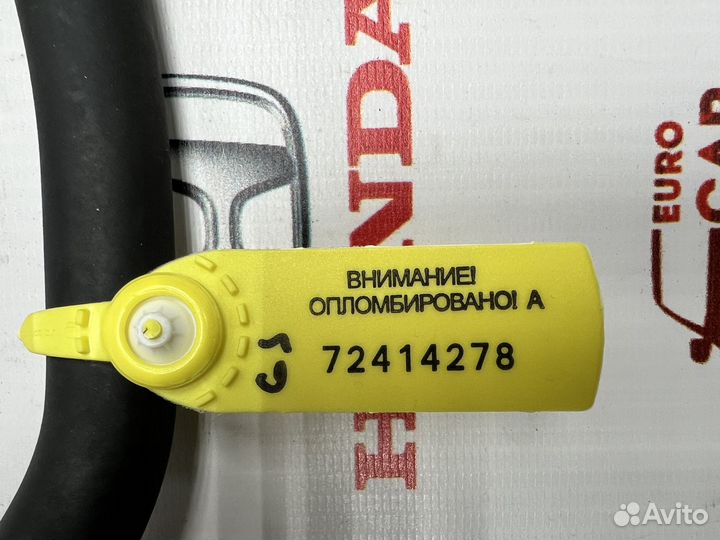 HONDA
EURO
CAR
ВНИМАНИЕ!
ОПЛОМБИРОВАНО! А
72414278
Avito